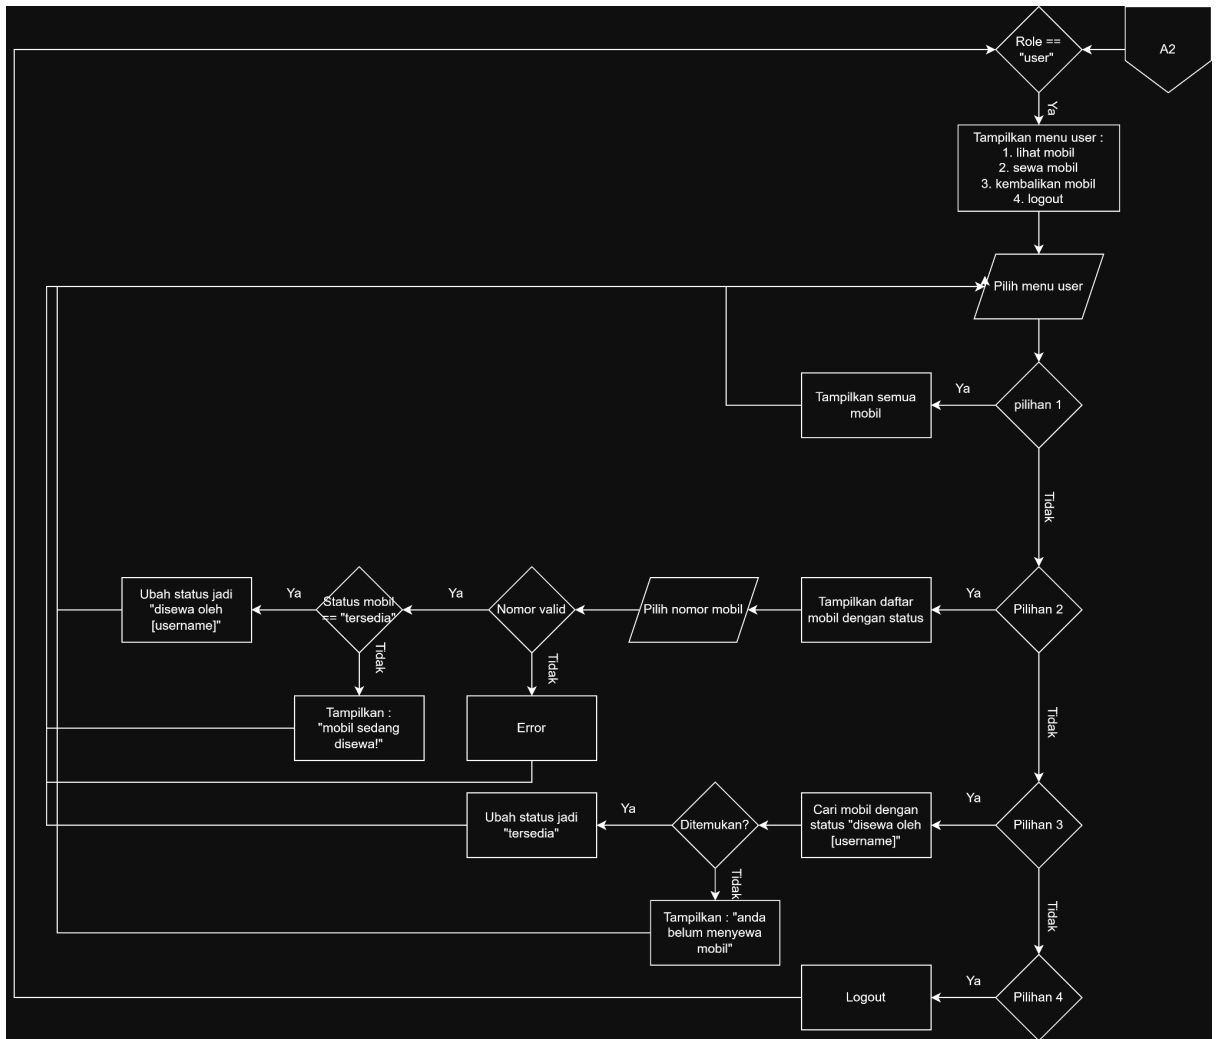 Role ==
"user"
A2
Ya
Tampilkan menu user :
1. lihat mobil
2. sewa mobil
3. kembalikan mobil
4. logout
Pilih menu user
pilihan 1
Ya
Tampilkan semua
mobil
Tidak
Pilihan 2
Ya
Tampilkan daftar
mobil dengan status
Pilih nomor mobil
Nomor valid
Ya
Status mobil
== "tersedia"
Ya
Ubah status jadi
"disewa oleh
[username]"
Tidak
Tampilkan :
"mobil sedang
disewa!"
Tidak
Error
Tidak
Pilihan 3
Ya
Cari mobil dengan
status "disewa oleh
[username]"
Ditemukan?
Ya
Ubah status jadi
"tersedia"
Tidak
Tampilkan : "anda
belum menyewa
mobil"
Tidak
Pilihan 4
Ya
Logout